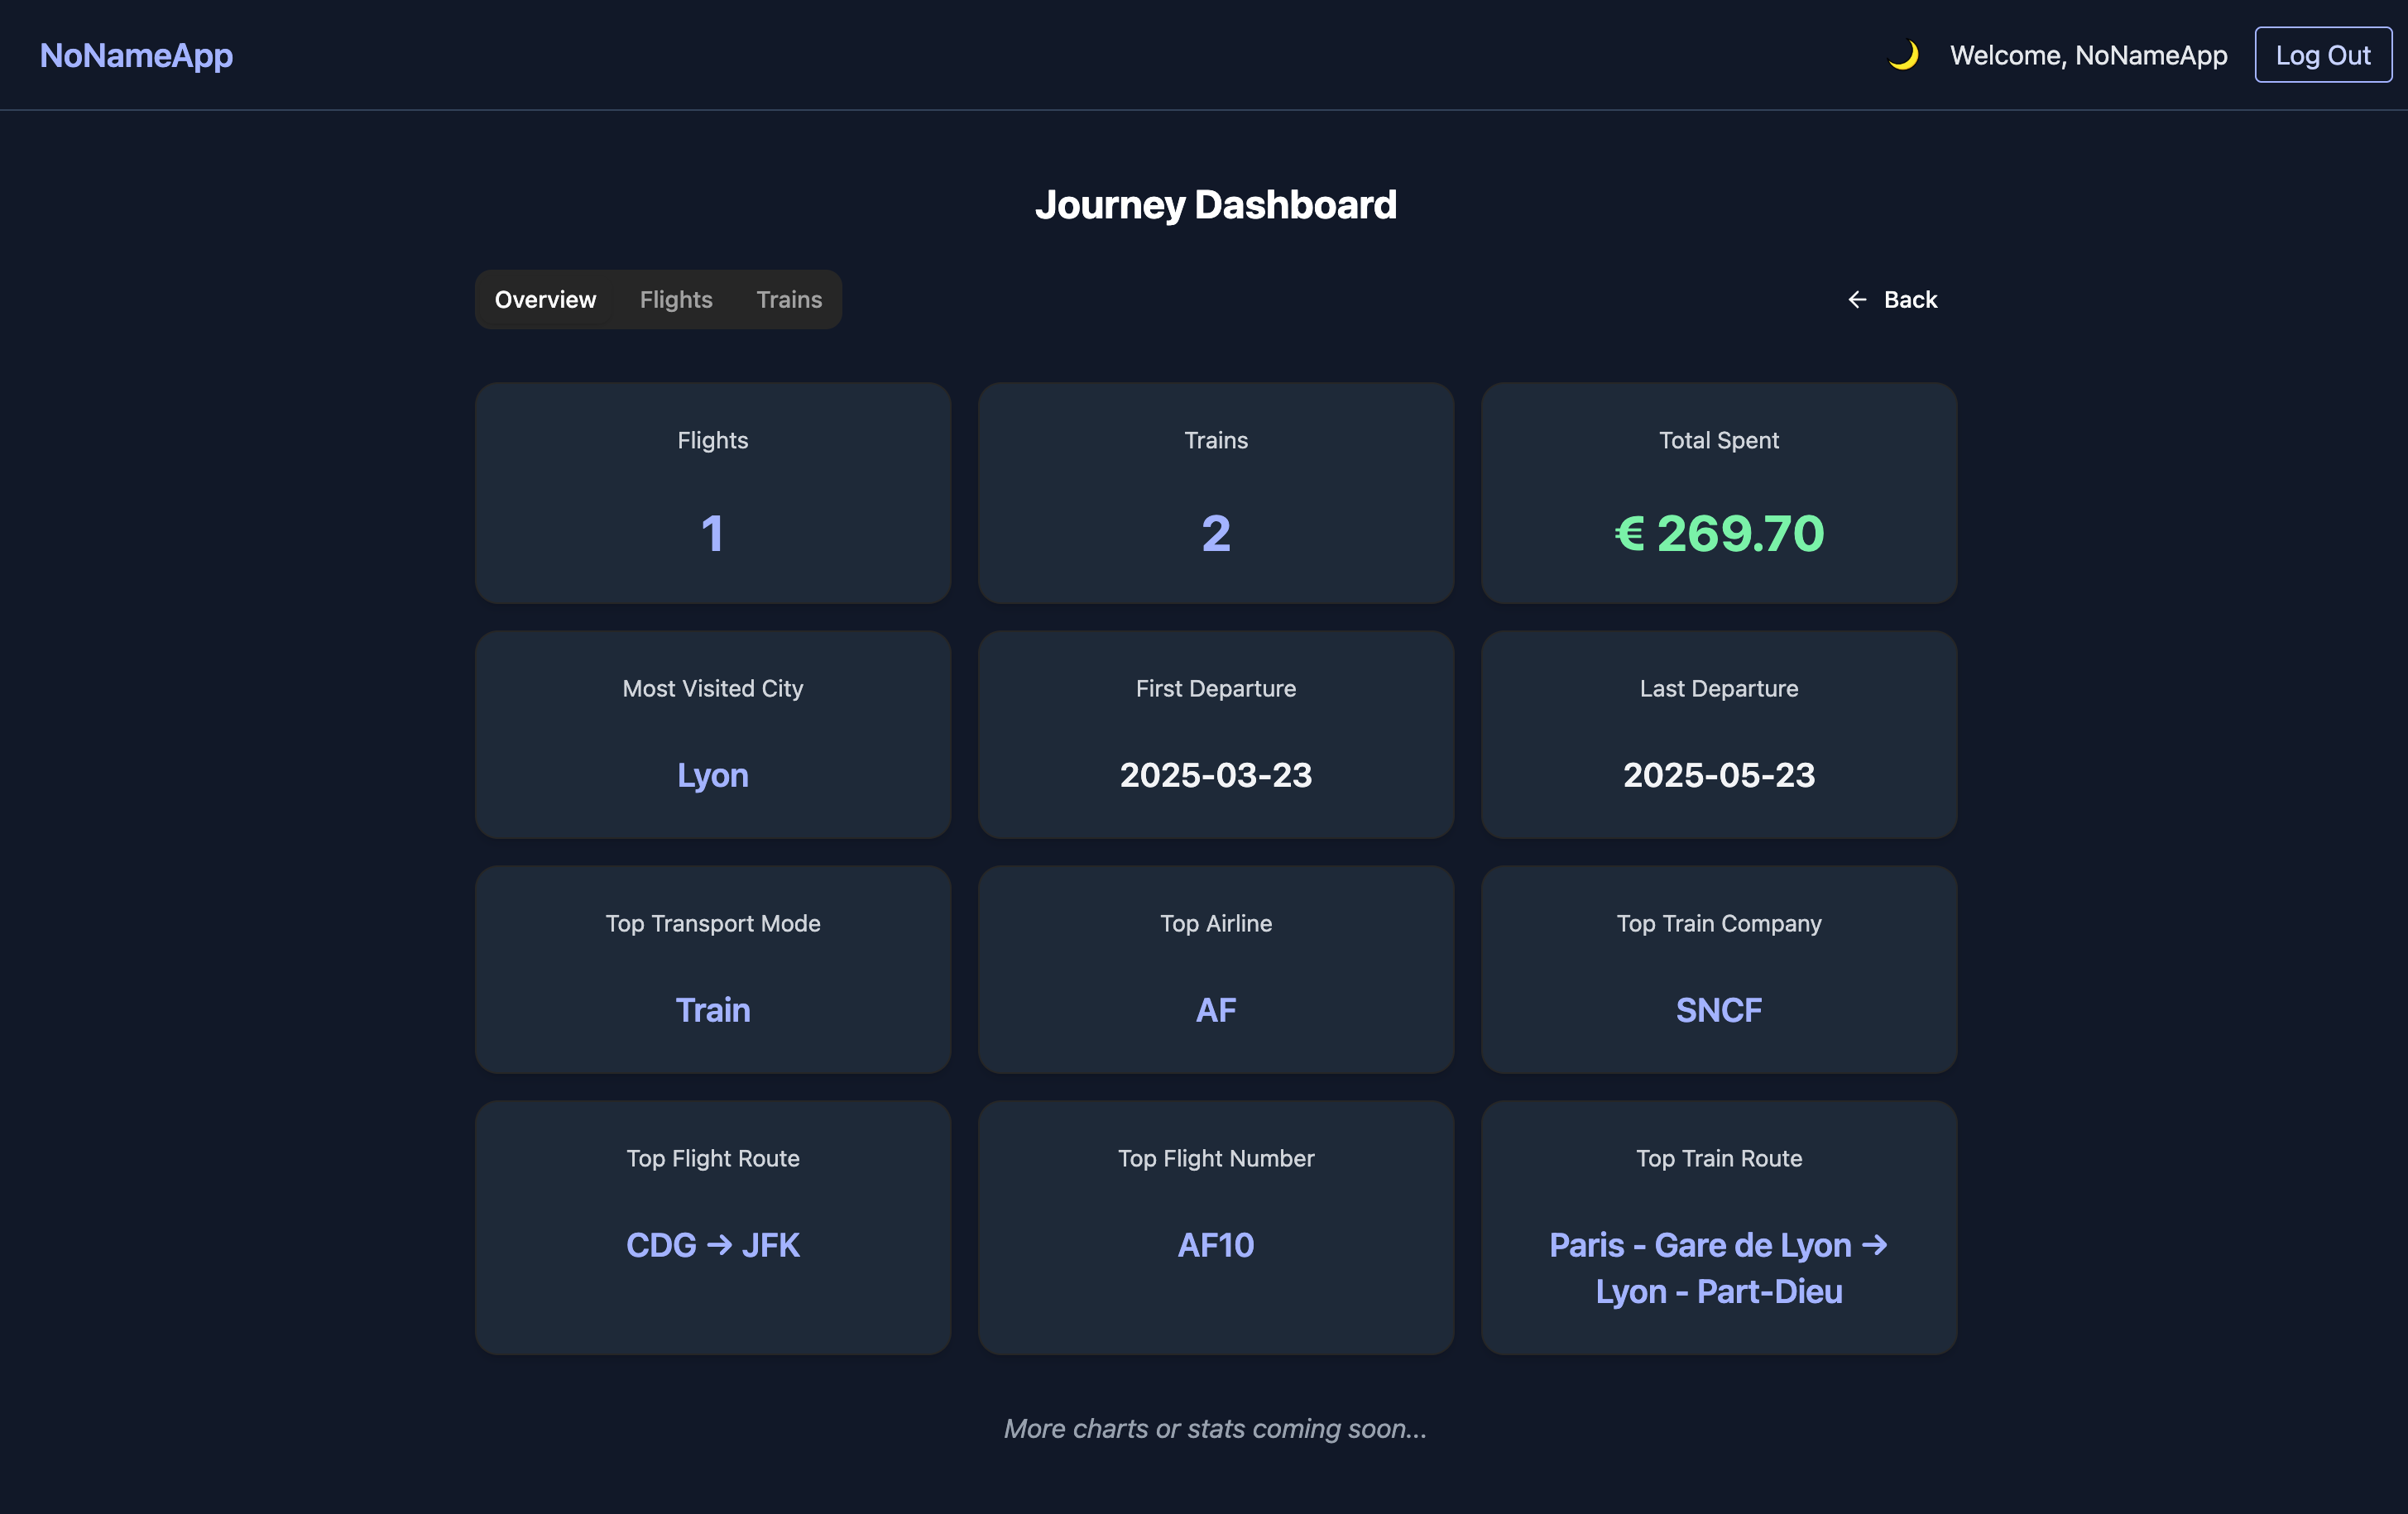 NoNameApp
Welcome, NoNameApp
Log Out
Journey Dashboard
Overview
Flights
Trains
← Back
Flights
1
Trains
2
Total Spent
€ 269.70
Most Visited City
Lyon
First Departure
2025-03-23
Last Departure
2025-05-23
Top Transport Mode
Train
Top Airline
AF
Top Train Company
SNCF
Top Flight Route
CDG → JFK
Top Flight Number
AF10
Top Train Route
Paris - Gare de Lyon →
Lyon - Part-Dieu
More charts or stats coming soon...